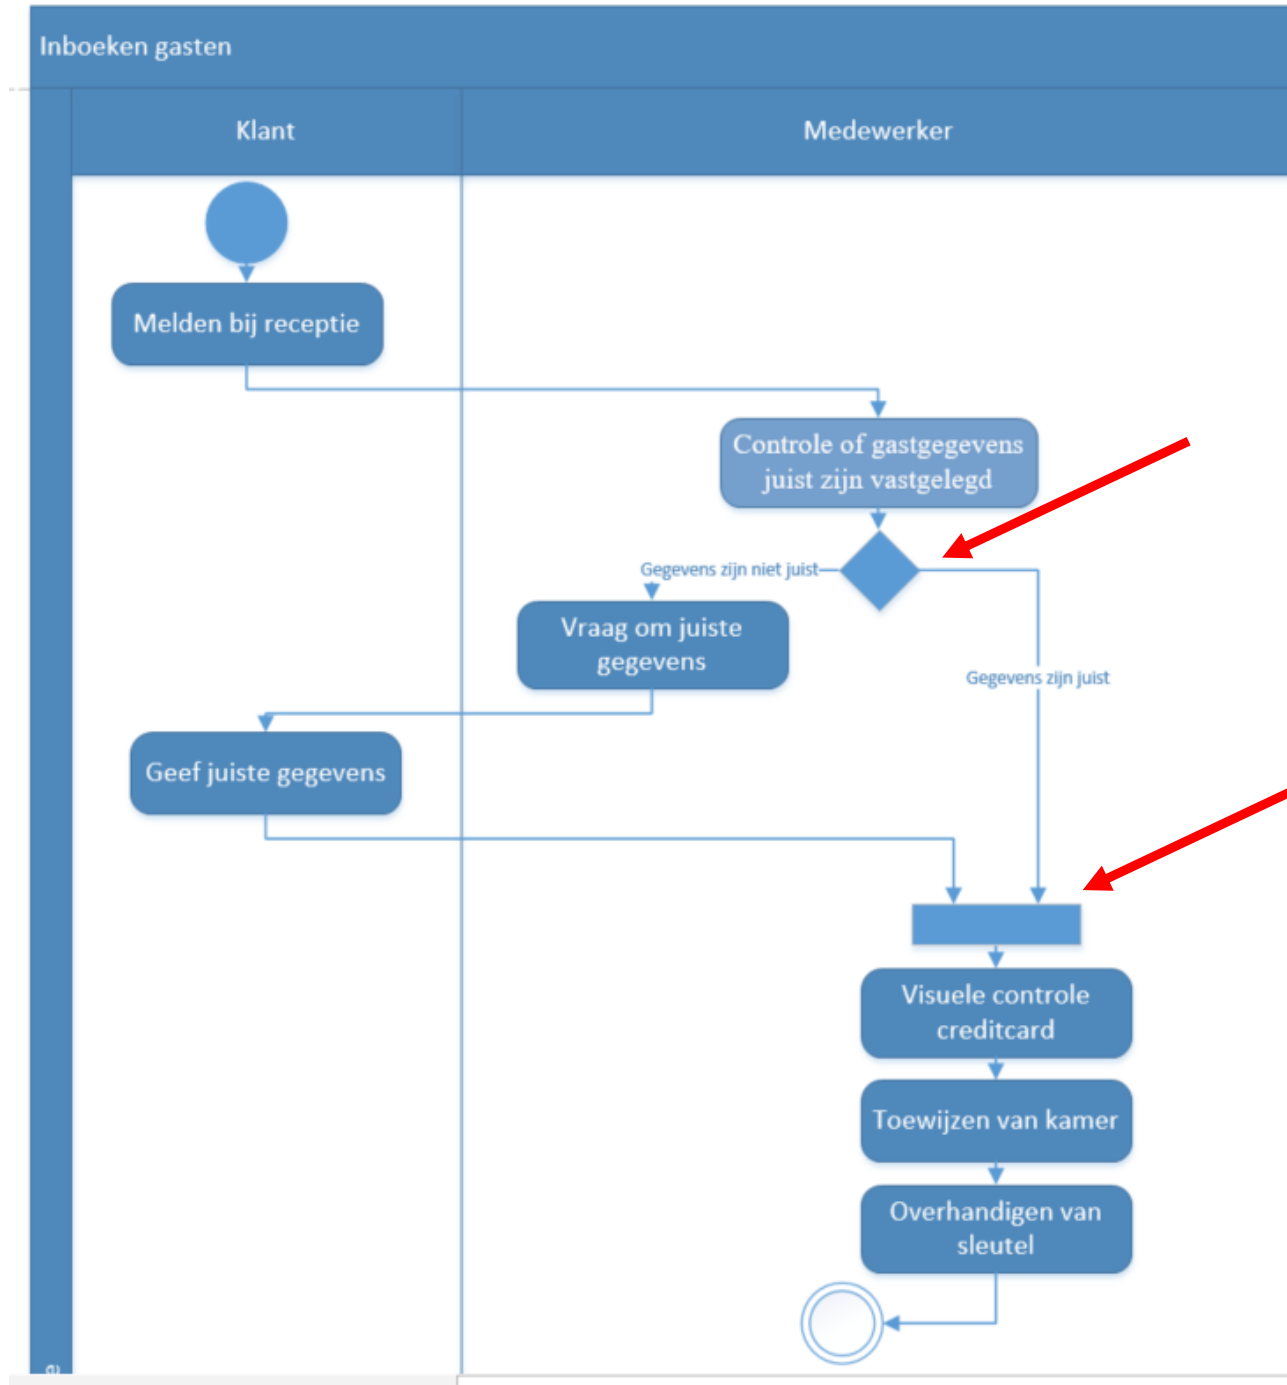 Inboeken gasten
Klant
Medewerker
Melden bij receptie
Controle of gastgegevens
juist zijn vastgelegd
Gegevens zijn niet juist
Vraag om juiste
gegevens
Gegevens zijn juist
Geef juiste gegevens
Visuele controle
creditcard
Toewijzen van kamer
Overhandigen van
sleutel